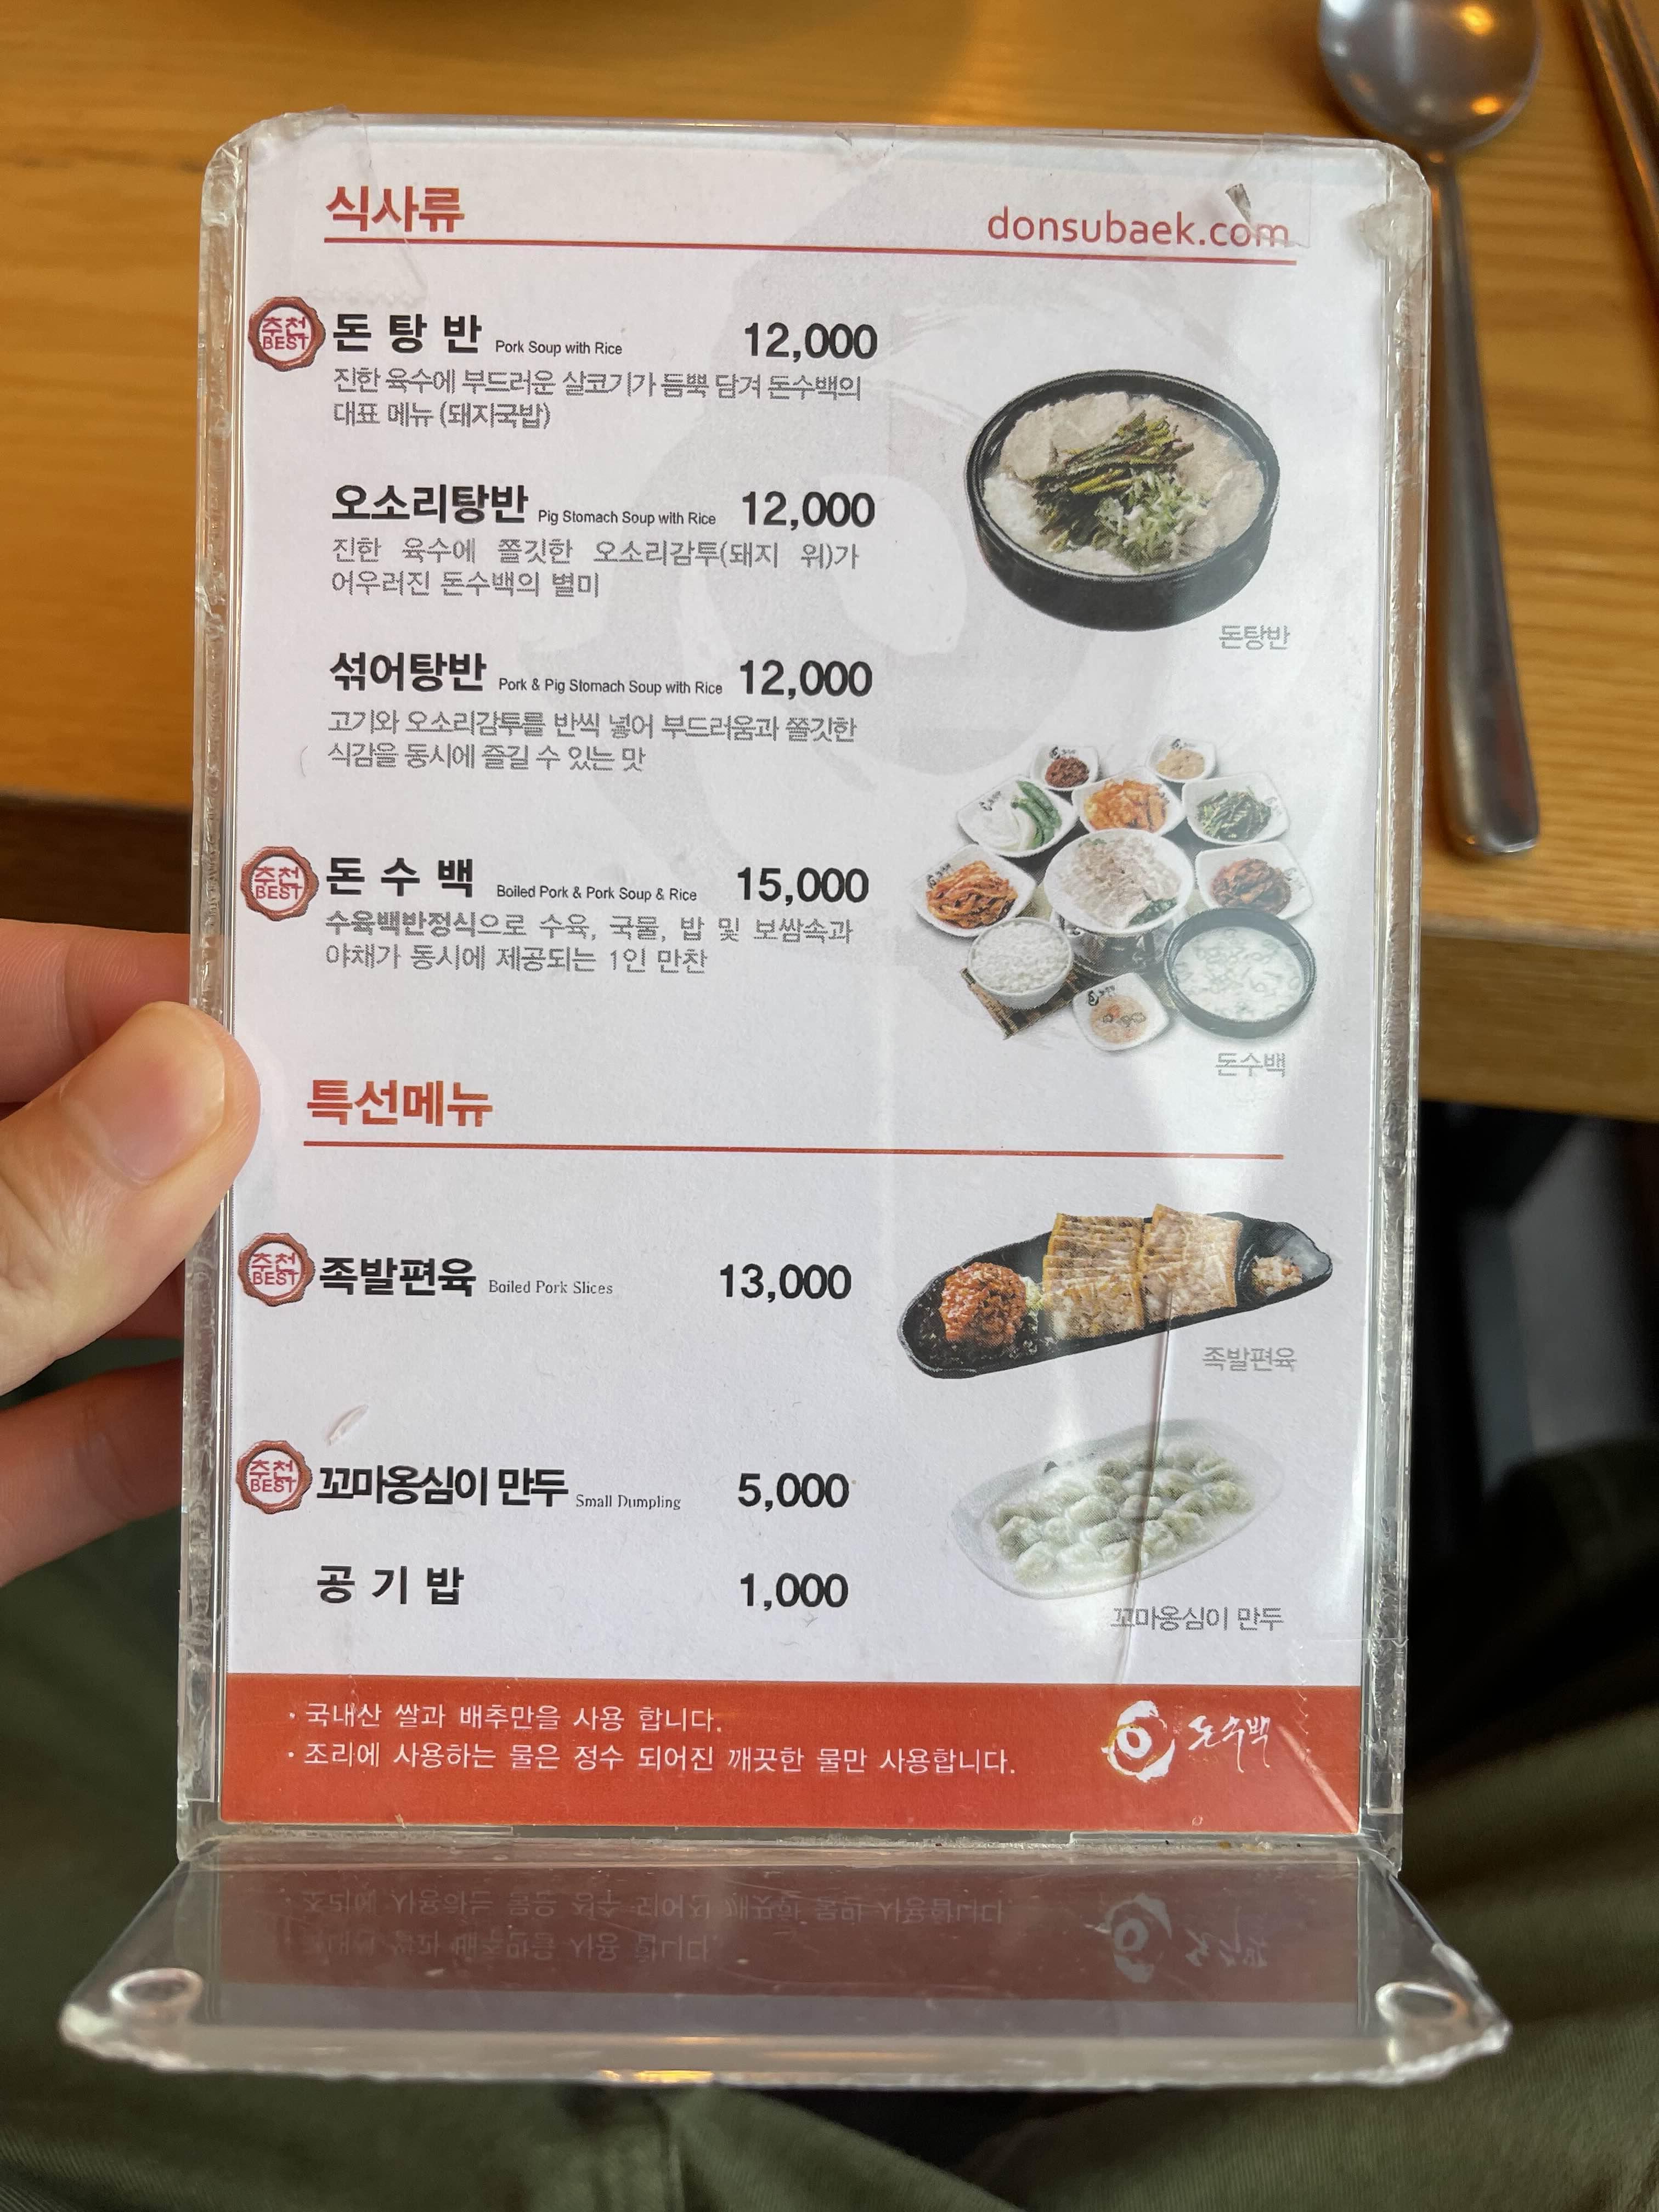 식사류
donsubaek.com
추천
BEST
돈 탕 반 Pork Soup with Rice 12,000
진한 육수에 부드러운 살코기가 듬뿍 담겨 돈수백의
대표 메뉴 (돼지국밥)
오소리탕반 Pig Stomach Soup with Rice 12,000
진한 육수에 쫄깃한 오소리감투(돼지 위)가
어우러진 돈수백의 별미
돈탕반
섞어탕반 Pork & Pig Stomach Soup with Rice 12,000
고기와 오소리감투를 반씩 넣어 부드러움과 쫄깃한
식감을 동시에 즐길 수 있는 맛
추천
BEST
돈 수 백 Boiled Pork & Pork Soup & Rice 15,000
수육백반정식으로 수육, 국물, 밥 및 보쌈속과
야채가 동시에 제공되는 1인 만찬
돈수백
특선메뉴
추천
BEST
족발편육 Boiled Pork Slices 13,000
족발편육
추천
BEST
꼬마옹심이 만두 Small Dumpling 5,000
공 기 밥 1,000
꼬마옹심이 만두
· 국내산 쌀과 배추만을 사용 합니다.
· 조리에 사용하는 물은 정수 되어진 깨끗한 물만 사용합니다.
돈수백